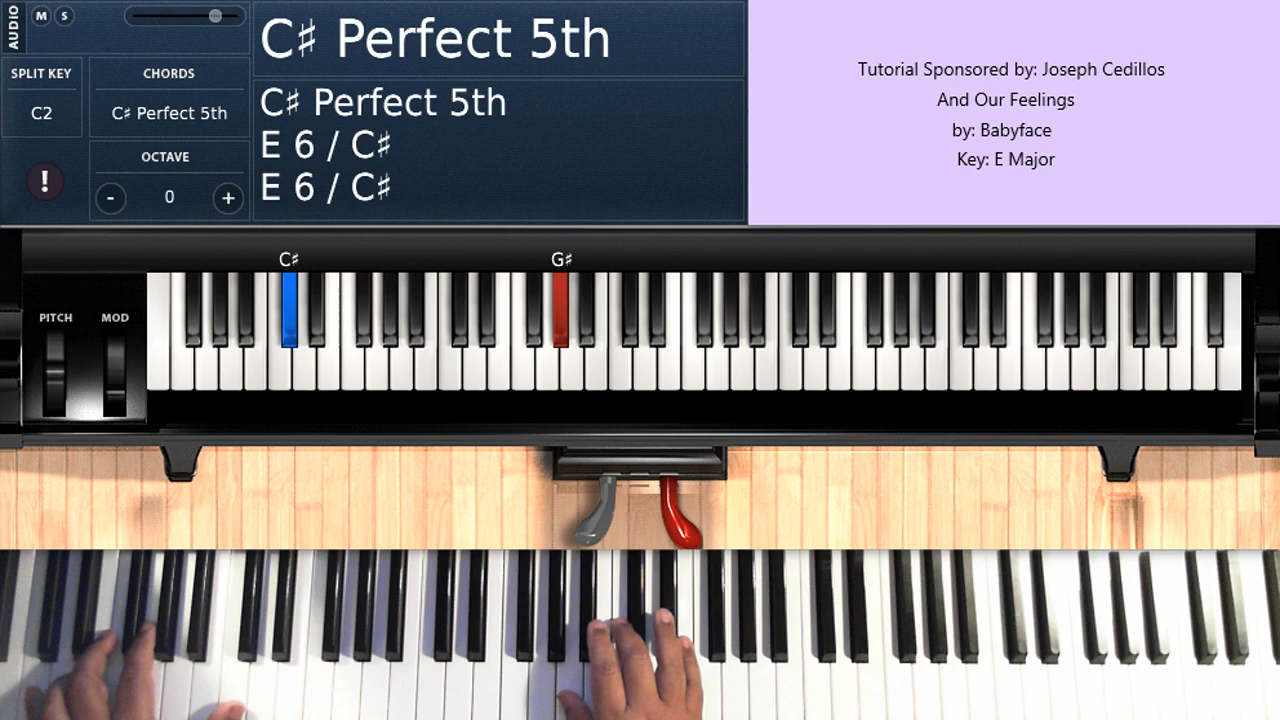 AUDIO
M S
SPLIT KEY
C2
CHORDS
C♯ Perfect 5th
OCTAVE
- 0 +
!
C♯ Perfect 5th
C♯ Perfect 5th
E 6 / C♯
E 6 / C♯
Tutorial Sponsored by: Joseph Cedillos
And Our Feelings
by: Babyface
Key: E Major
C♯ G♯
PITCH MOD